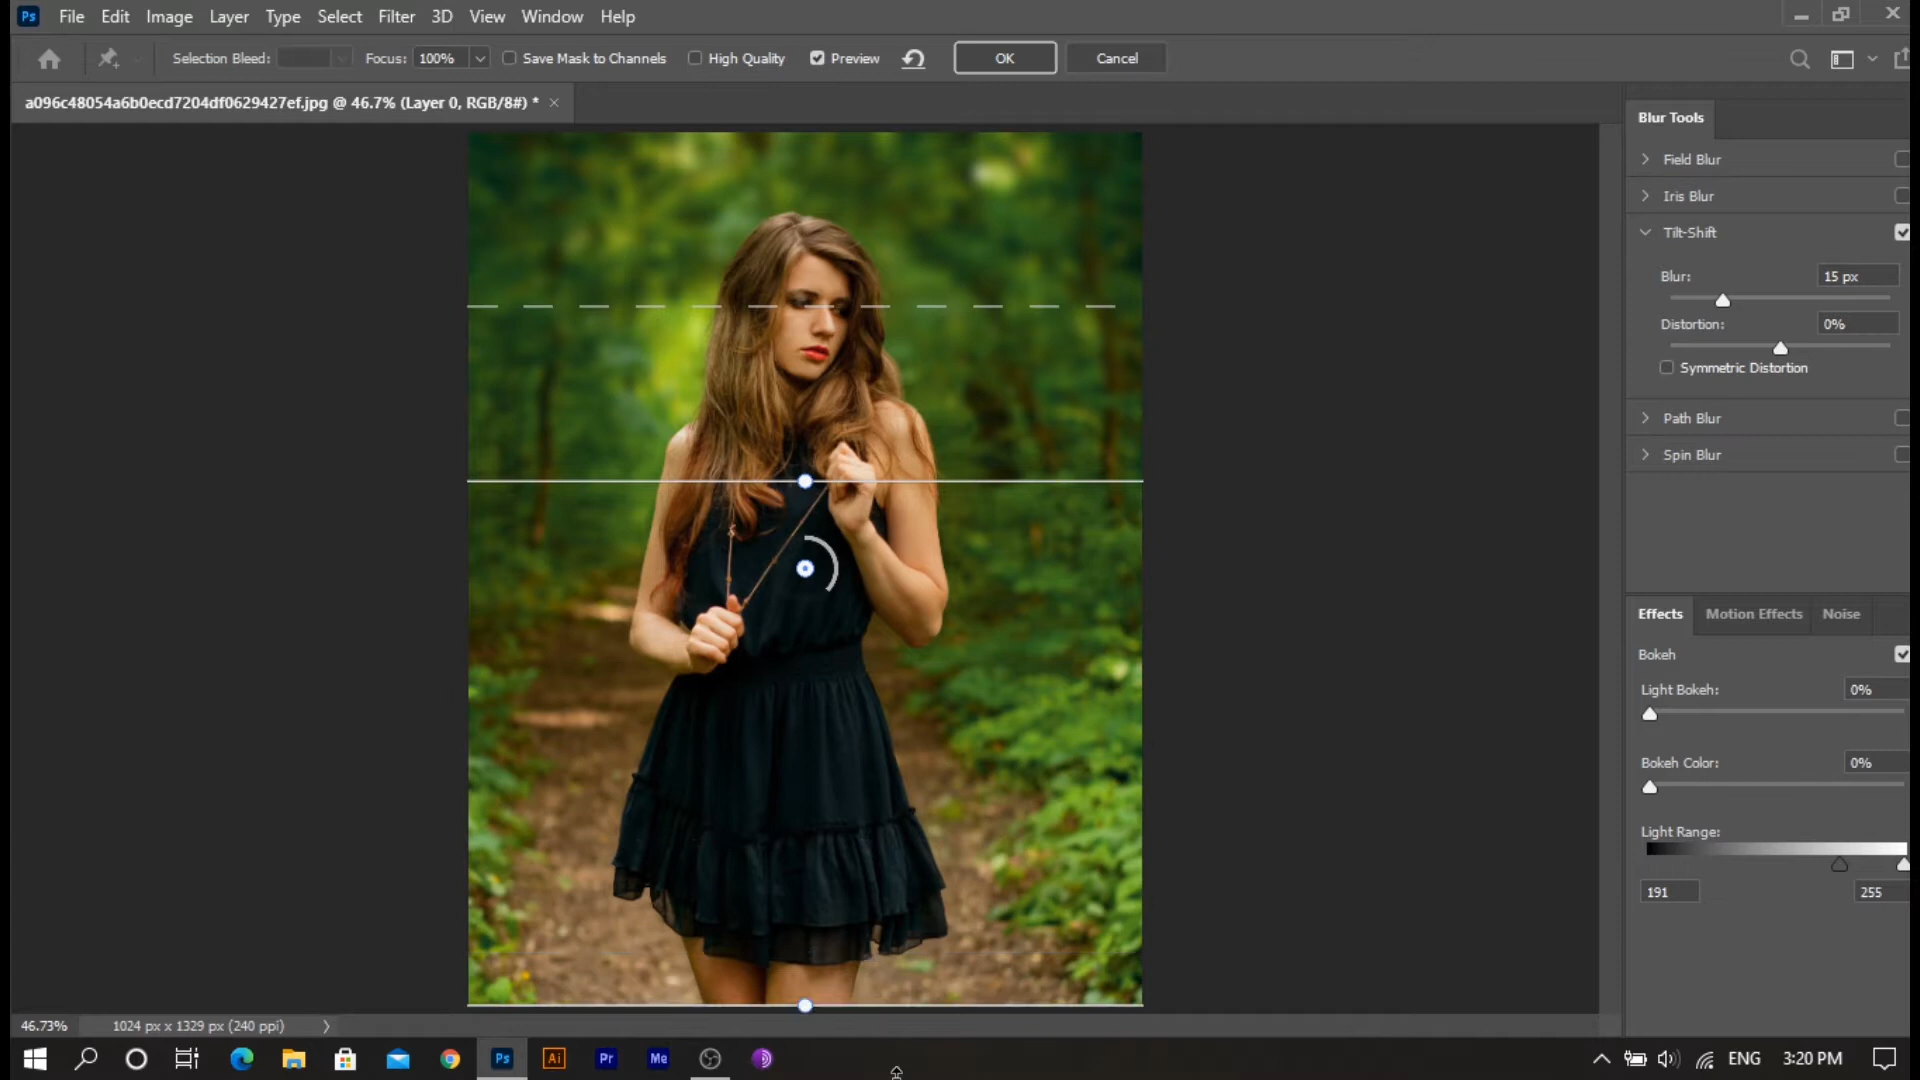 Ps File Edit Image Layer Type Select Filter 3D View Window Help
Selection Bleed: Focus: 100% Save Mask to Channels High Quality Preview OK Cancel
a096c48054a6b0ecd7204df0629427ef.jpg @ 46.7% (Layer 0, RGB/8#) *
Blur Tools
Field Blur
Iris Blur
Tilt-Shift
Blur: 15 px
Distortion: 0%
Symmetric Distortion
Path Blur
Spin Blur
Effects Motion Effects Noise
Bokeh
Light Bokeh: 0%
Bokeh Color: 0%
Light Range:
191 255
46.73% 1024 px x 1329 px (240 ppi)
Ps Ai Pr Me ENG 3:20 PM